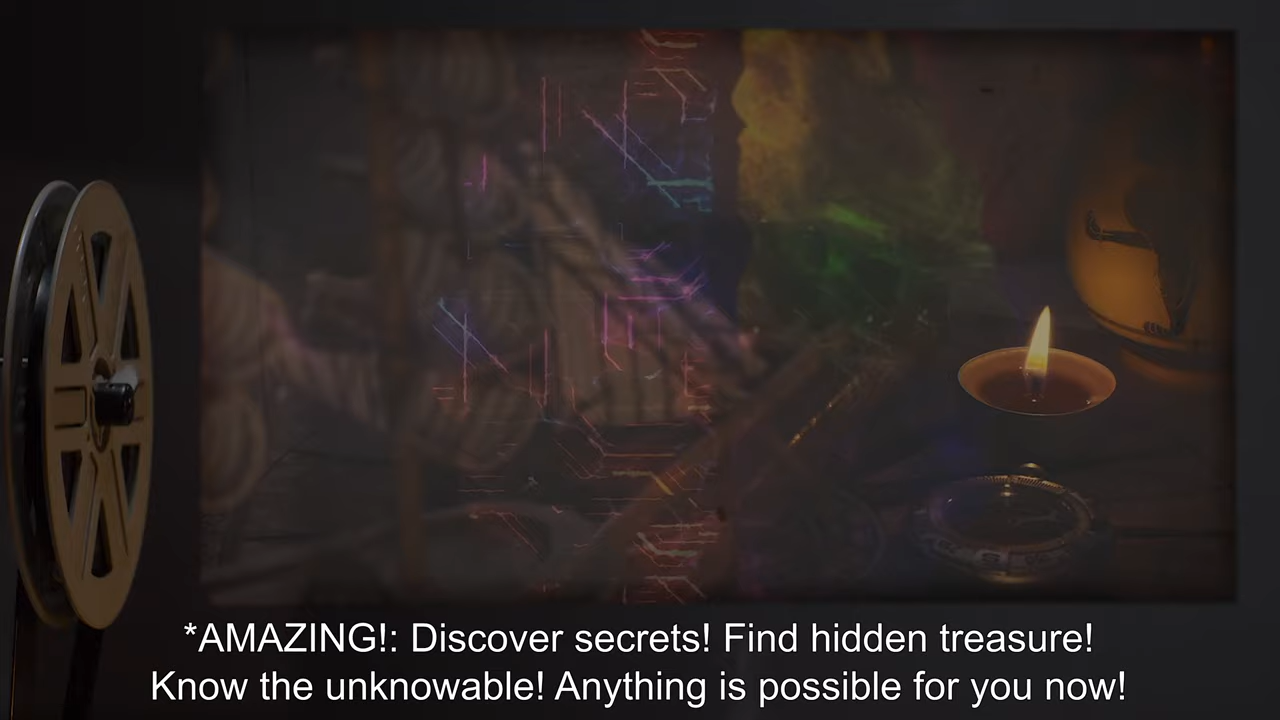 *AMAZING!: Discover secrets! Find hidden treasure!
Know the unknowable! Anything is possible for you now!